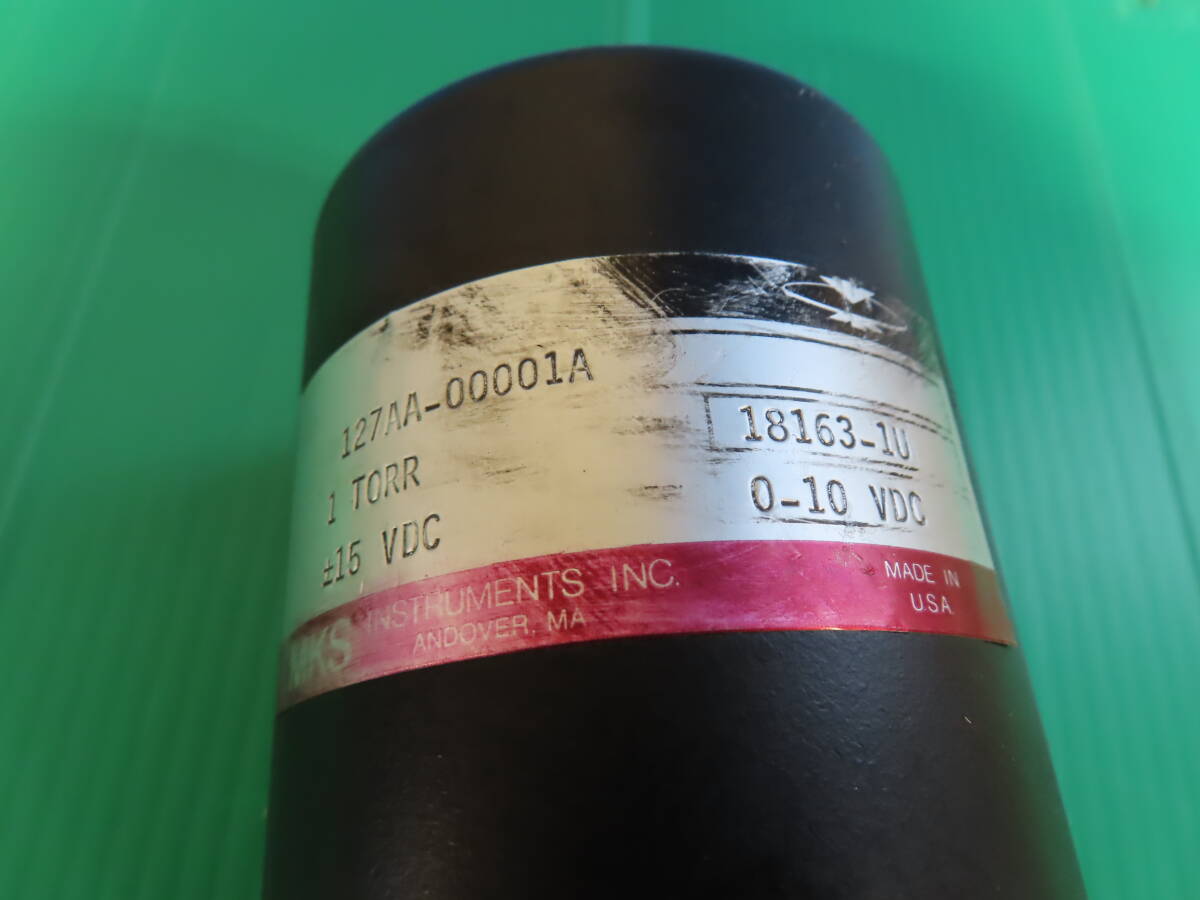 127AA-00001A
18163-1U
1 TORR
0-10 VDC
±15 VDC
MKS INSTRUMENTS INC.
ANDOVER, MA
MADE IN
U.S.A.